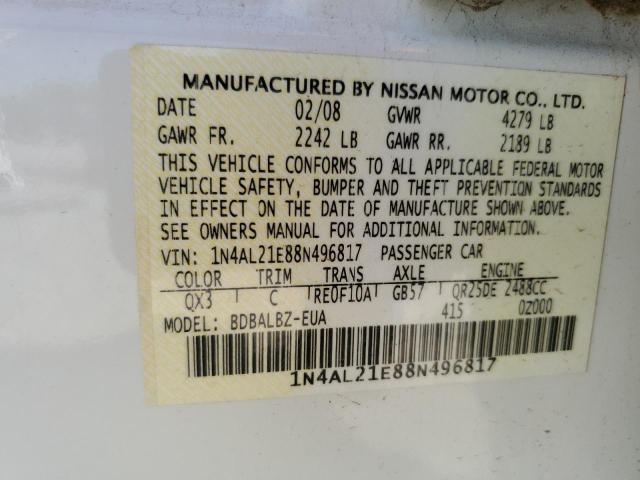 MANUFACTURED BY NISSAN MOTOR CO., LTD.
DATE 02/08 GVWR 4279 LB
GAWR FR. 2242 LB GAWR RR. 2189 LB
THIS VEHICLE CONFORMS TO ALL APPLICABLE FEDERAL MOTOR
VEHICLE SAFETY, BUMPER AND THEFT PREVENTION STANDARDS
IN EFFECT ON THE DATE OF MANUFACTURE SHOWN ABOVE.
SEE OWNERS MANUAL FOR ADDITIONAL INFORMATION.
VIN: 1N4AL21E88N496817 PASSENGER CAR
COLOR TRIM TRANS AXLE ENGINE
QX3 C RE0F10A GB57 QR25DE 2488CC
MODEL: BDBALBZ-EUA 415 0Z000
1N4AL21E88N496817